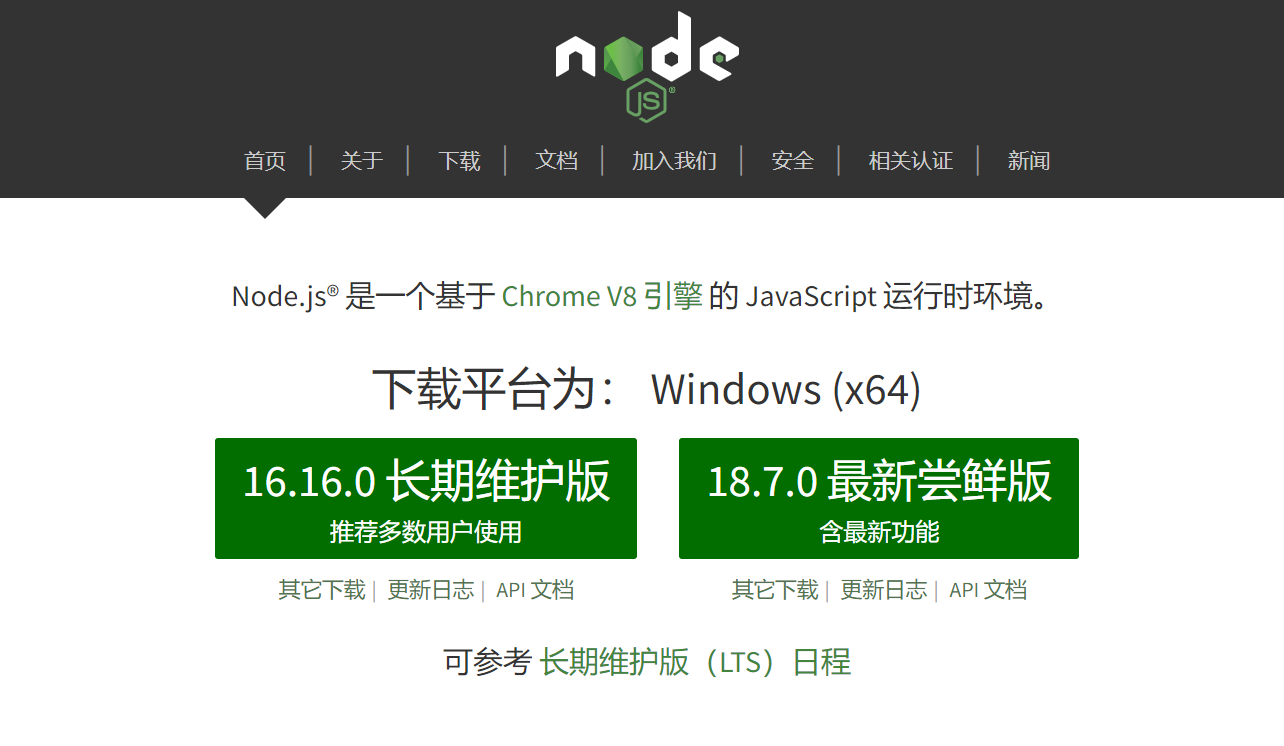 node
JS®
首页 | 关于 | 下载 | 文档 | 加入我们 | 安全 | 相关认证 | 新闻
Node.js® 是一个基于 Chrome V8 引擎 的 JavaScript 运行时环境。
下载平台为： Windows (x64)
16.16.0 长期维护版
推荐多数用户使用
其它下载 | 更新日志 | API 文档
18.7.0 最新尝鲜版
含最新功能
其它下载 | 更新日志 | API 文档
可参考 长期维护版（LTS）日程